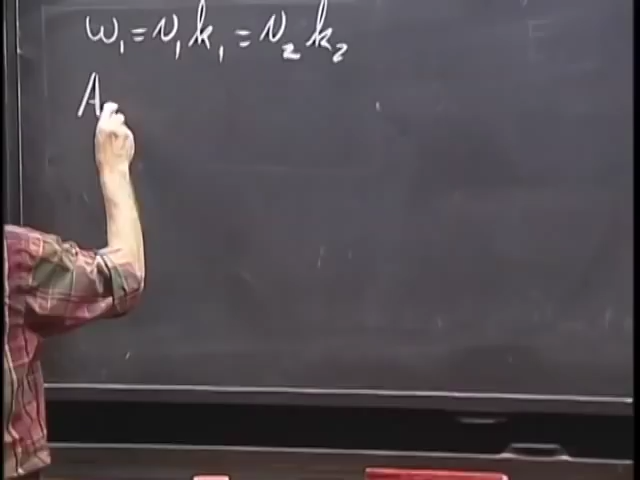 ω₁ = v₁k₁ = v₂k₂
A